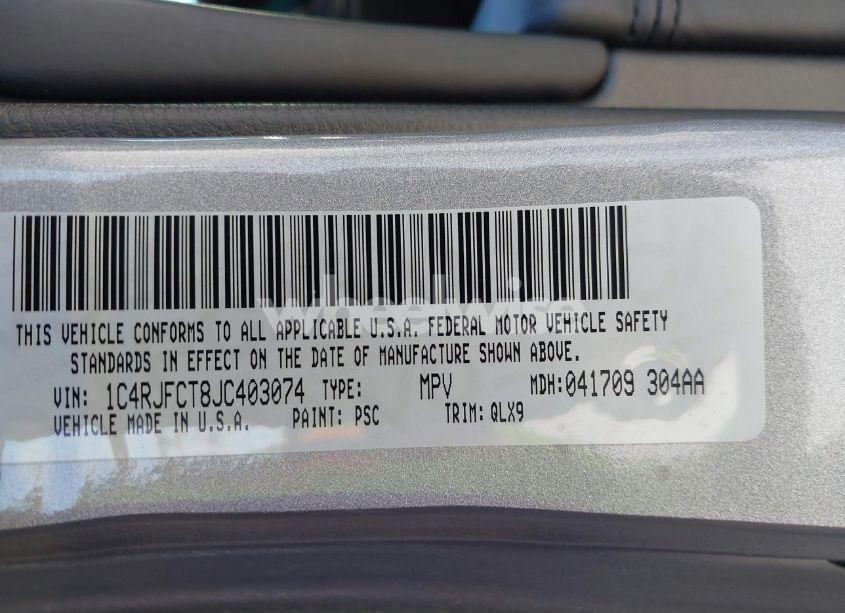 wheelwise
THIS VEHICLE CONFORMS TO ALL APPLICABLE U.S.A. FEDERAL MOTOR VEHICLE SAFETY
STANDARDS IN EFFECT ON THE DATE OF MANUFACTURE SHOWN ABOVE.
VIN: 1C4RJFCT8JC403074 TYPE: MPV MDH:041709 304AA
VEHICLE MADE IN U.S.A. PAINT: PSC TRIM: QLX9